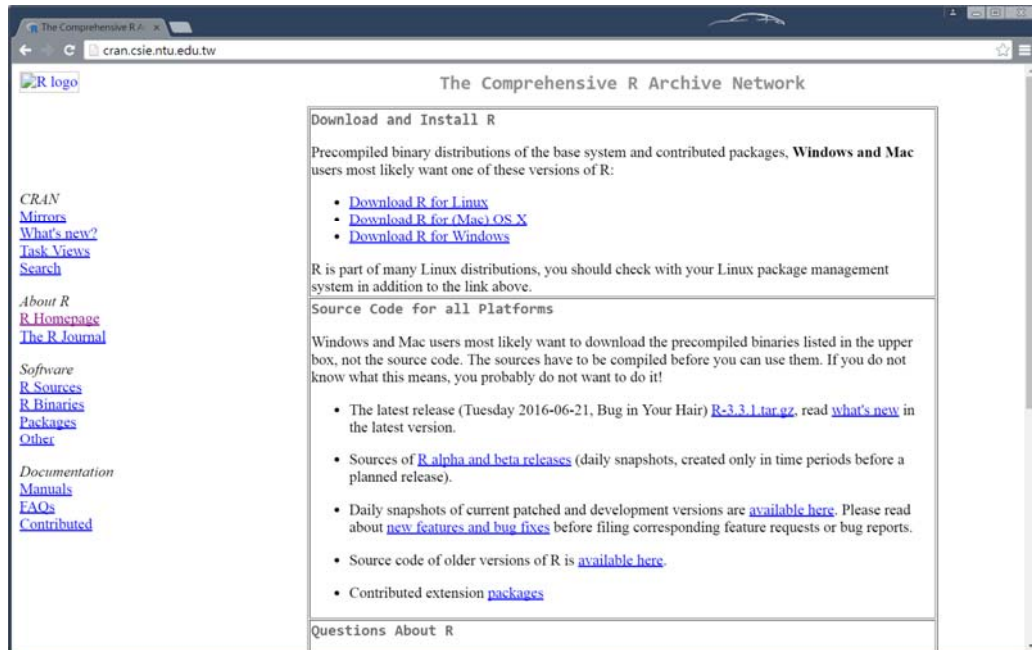 The Comprehensive R A
cran.csie.ntu.edu.tw
R logo
The Comprehensive R Archive Network
CRAN
Mirrors
What's new?
Task Views
Search
About R
R Homepage
The R Journal
Software
R Sources
R Binaries
Packages
Other
Documentation
Manuals
FAQs
Contributed
Download and Install R
Precompiled binary distributions of the base system and contributed packages, Windows and Mac
users most likely want one of these versions of R:
• Download R for Linux
• Download R for (Mac) OS X
• Download R for Windows
R is part of many Linux distributions, you should check with your Linux package management
system in addition to the link above.
Source Code for all Platforms
Windows and Mac users most likely want to download the precompiled binaries listed in the upper
box, not the source code. The sources have to be compiled before you can use them. If you do not
know what this means, you probably do not want to do it!
• The latest release (Tuesday 2016-06-21, Bug in Your Hair) R-3.3.1.tar.gz, read what's new in
the latest version.
• Sources of R alpha and beta releases (daily snapshots, created only in time periods before a
planned release).
• Daily snapshots of current patched and development versions are available here. Please read
about new features and bug fixes before filing corresponding feature requests or bug reports.
• Source code of older versions of R is available here.
• Contributed extension packages
Questions About R